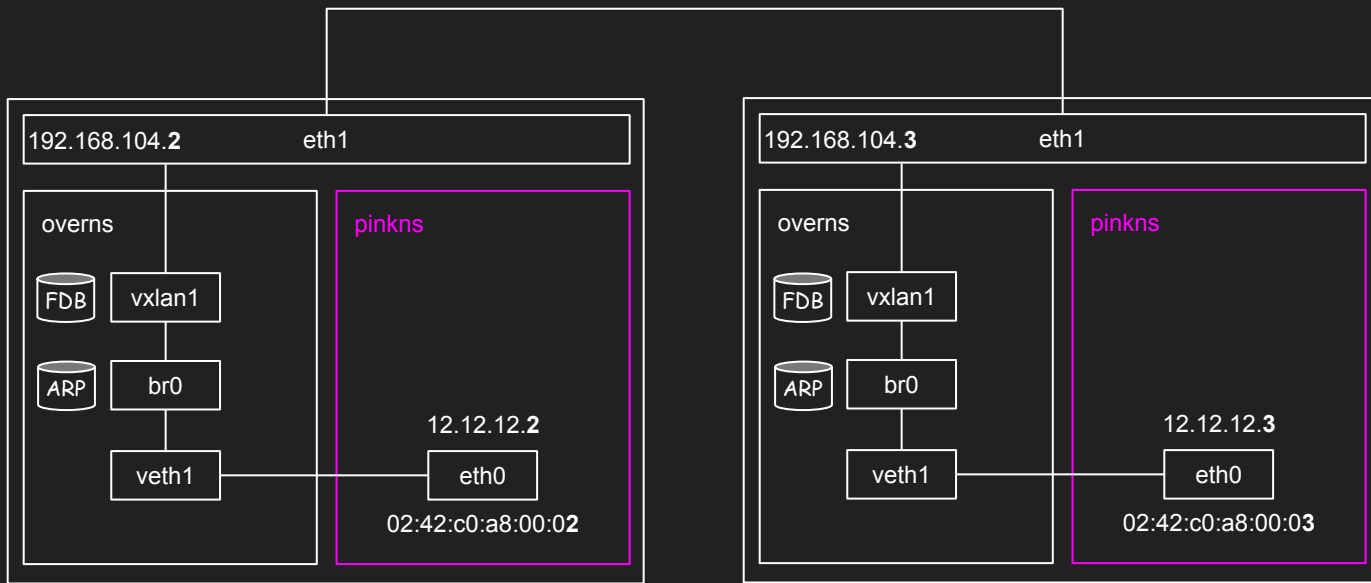 192.168.104.2 eth1
overns
pinkns
FDB
vxlan1
ARP
br0
12.12.12.2
veth1
eth0
02:42:c0:a8:00:02
192.168.104.3 eth1
overns
pinkns
FDB
vxlan1
ARP
br0
12.12.12.3
veth1
eth0
02:42:c0:a8:00:03